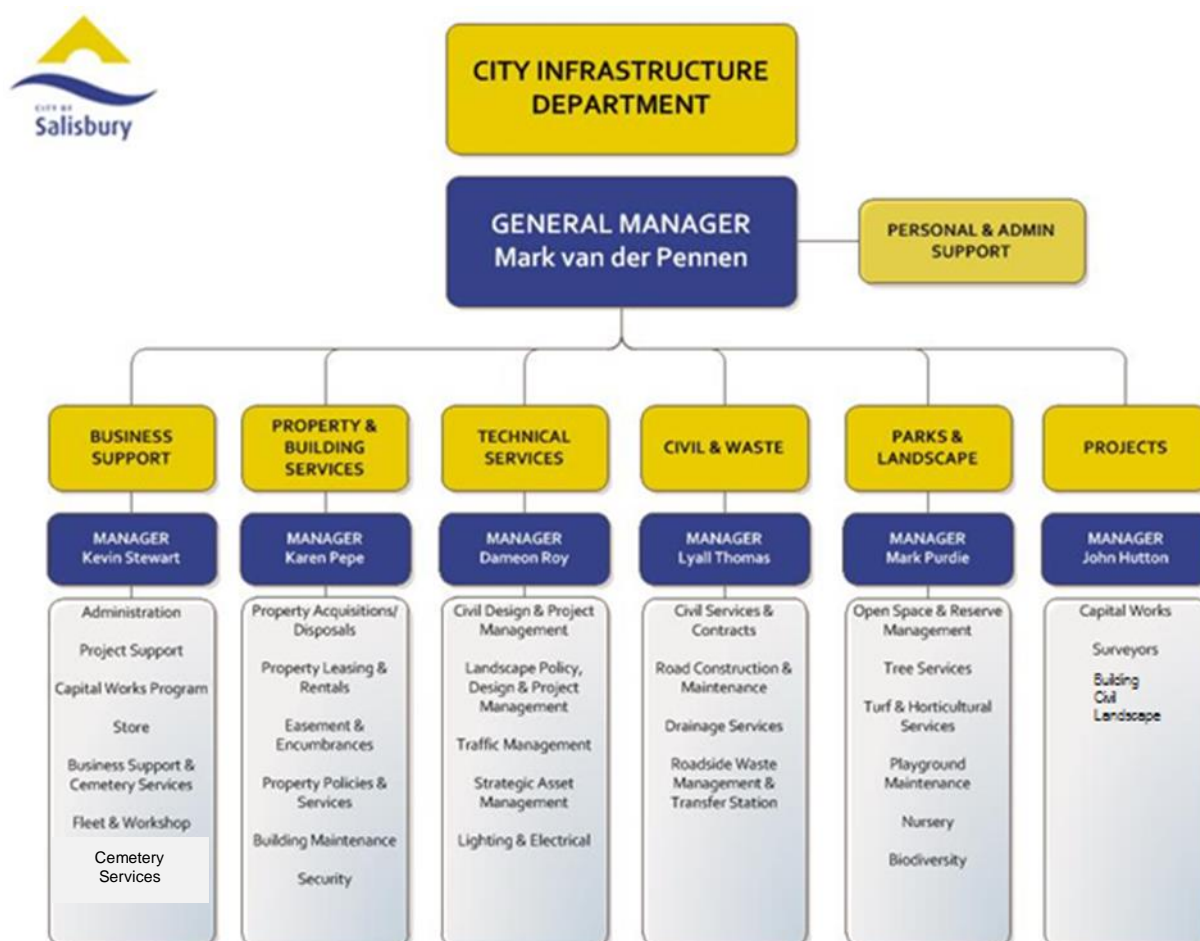 CITY OF
Salisbury
CITY INFRASTRUCTURE
DEPARTMENT
GENERAL MANAGER
Mark van der Pennen
PERSONAL & ADMIN
SUPPORT
BUSINESS
SUPPORT
MANAGER
Kevin Stewart
Administration
Project Support
Capital Works Program
Store
Business Support &
Cemetery Services
Fleet & Workshop
Cemetery
Services
PROPERTY &
BUILDING
SERVICES
MANAGER
Karen Pepe
Property Acquisitions/
Disposals
Property Leasing &
Rentals
Easement &
Encumbrances
Property Policies &
Services
Building Maintenance
Security
TECHNICAL
SERVICES
MANAGER
Dameon Roy
Civil Design & Project
Management
Landscape Policy,
Design & Project
Management
Traffic Management
Strategic Asset
Management
Lighting & Electrical
CIVIL & WASTE
MANAGER
Lyall Thomas
Civil Services &
Contracts
Road Construction &
Maintenance
Drainage Services
Roadside Waste
Management &
Transfer Station
PARKS &
LANDSCAPE
MANAGER
Mark Purdie
Open Space & Reserve
Management
Tree Services
Turf & Horticultural
Services
Playground
Maintenance
Nursery
Biodiversity
PROJECTS
MANAGER
John Hutton
Capital Works
Surveyors
Building
Civil
Landscape